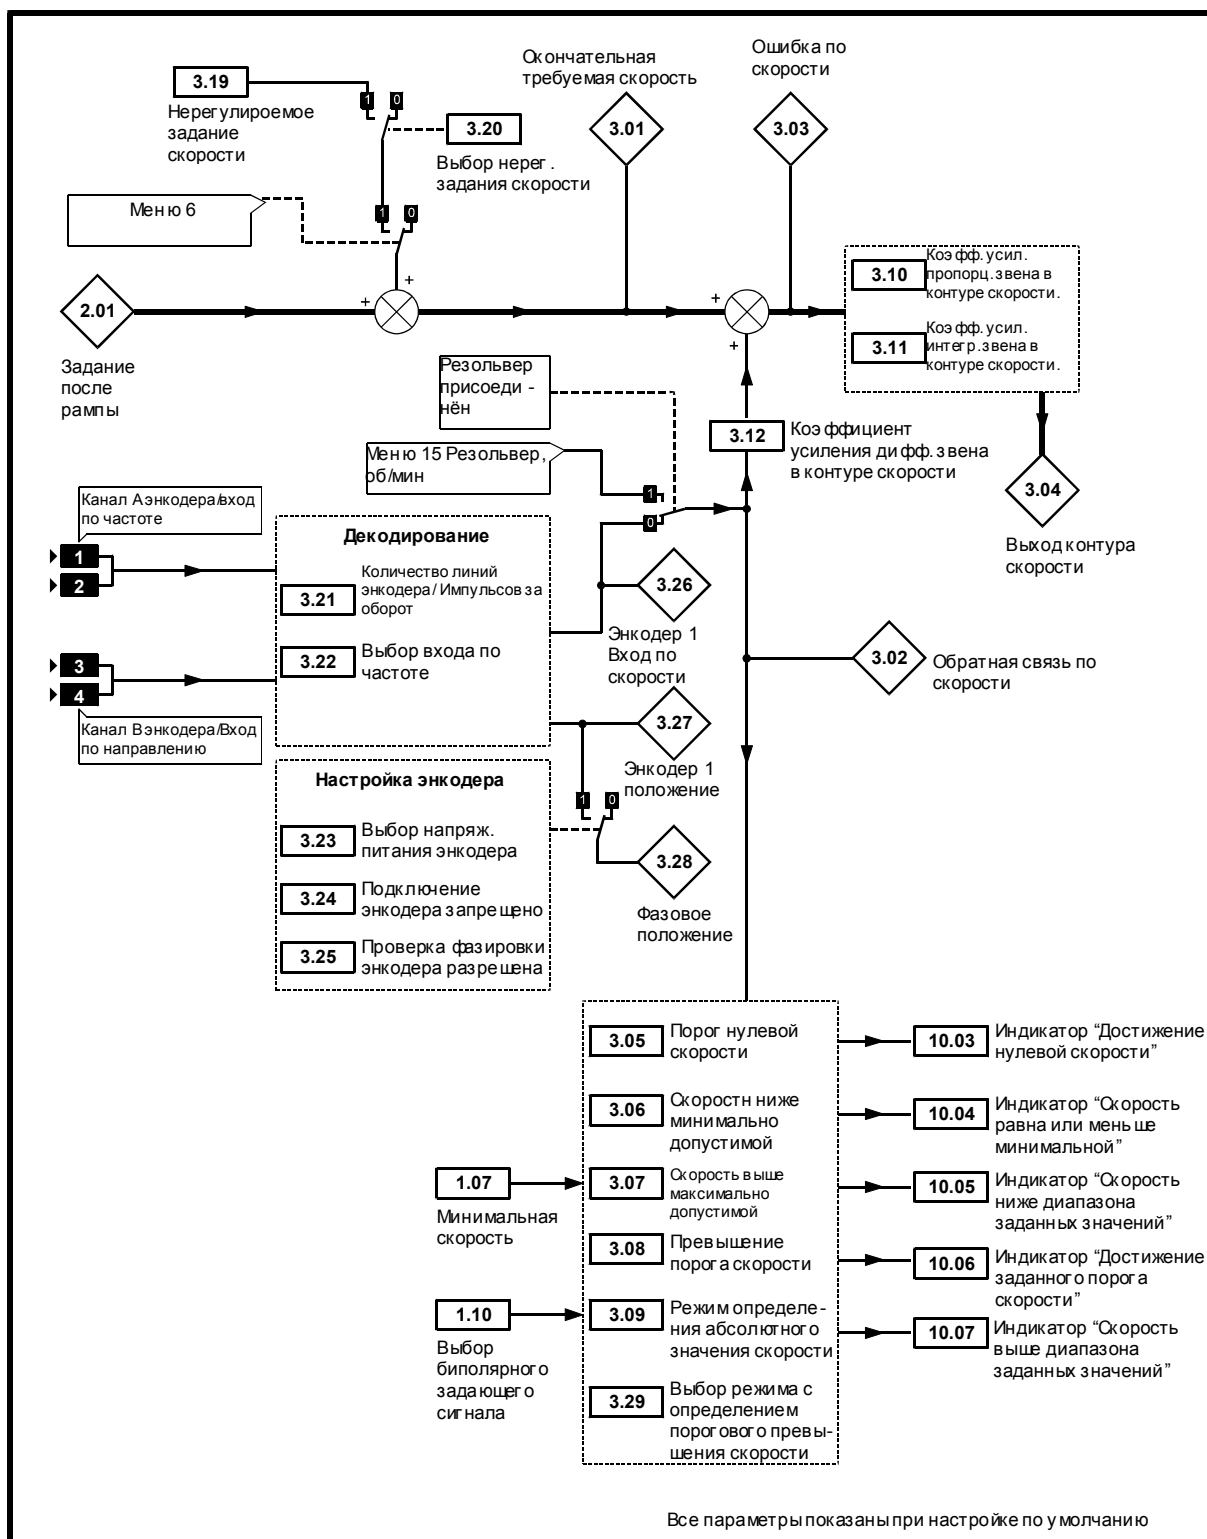 Окончательная
требуемая скорость
Ошибка по
скорости
3.19
1 0
Нерегулироемое
задание
скорости
3.20
Выбор нерег.
задания скорости
3.01
3.03
Меню 6
1 0
+
+
2.01
Задание
после
рампы
+
+
3.10
Коэфф. усил.
пропорц. звена в
контуре скорости.
3.11
Коэфф. усил.
интегр. звена в
контуре скорости.
Резольвер
присоеди -
нён
3.12
Коэффициент
усиления дифф. звена
в контуре скорости
Меню 15 Резольвер,
об/мин
1
0
3.04
Выход контура
скорости
Канал А энкодера/вход
по частоте
1
2
Декодирование
3.21
Количество линий
энкодера/ Импульсов за
оборот
3.22
Выбор входа по
частоте
3
4
Канал В энкодера/Вход
по направлению
3.26
Энкодер 1
Вход по
скорости
3.02
Обратная связь по
скорости
3.27
Энкодер 1
положение
Настройка энкодера
1 0
3.23
Выбор напряж.
питания энкодера
3.24
Подключение
энкодера запрещено
3.25
Проверка фазировки
энкодера разрешена
3.28
Фазовое
положение
3.05
Порог нулевой
скорости
10.03
Индикатор “Достижение
нулевой скорости”
3.06
Скоростн ниже
минимально
допустимой
10.04
Индикатор “Скорость
равна или меньше
минимальной”
1.07
Минимальная
скорость
3.07
Скорость выше
максимально
допустимой
10.05
Индикатор “Скорость
ниже диапазона
заданных значений”
3.08
Превышение
порога скорости
10.06
Индикатор “Достижение
заданного порога
скорости”
1.10
Выбор
биполярного
задающего
сигнала
3.09
Режим определе-
ния абсолютного
значения скорости
10.07
Индикатор “Скорость
выше диапазона
заданных значений”
3.29
Выбор режима с
определением
порогового превы-
шения скорости
Все параметры показаны при настройке по умолчанию